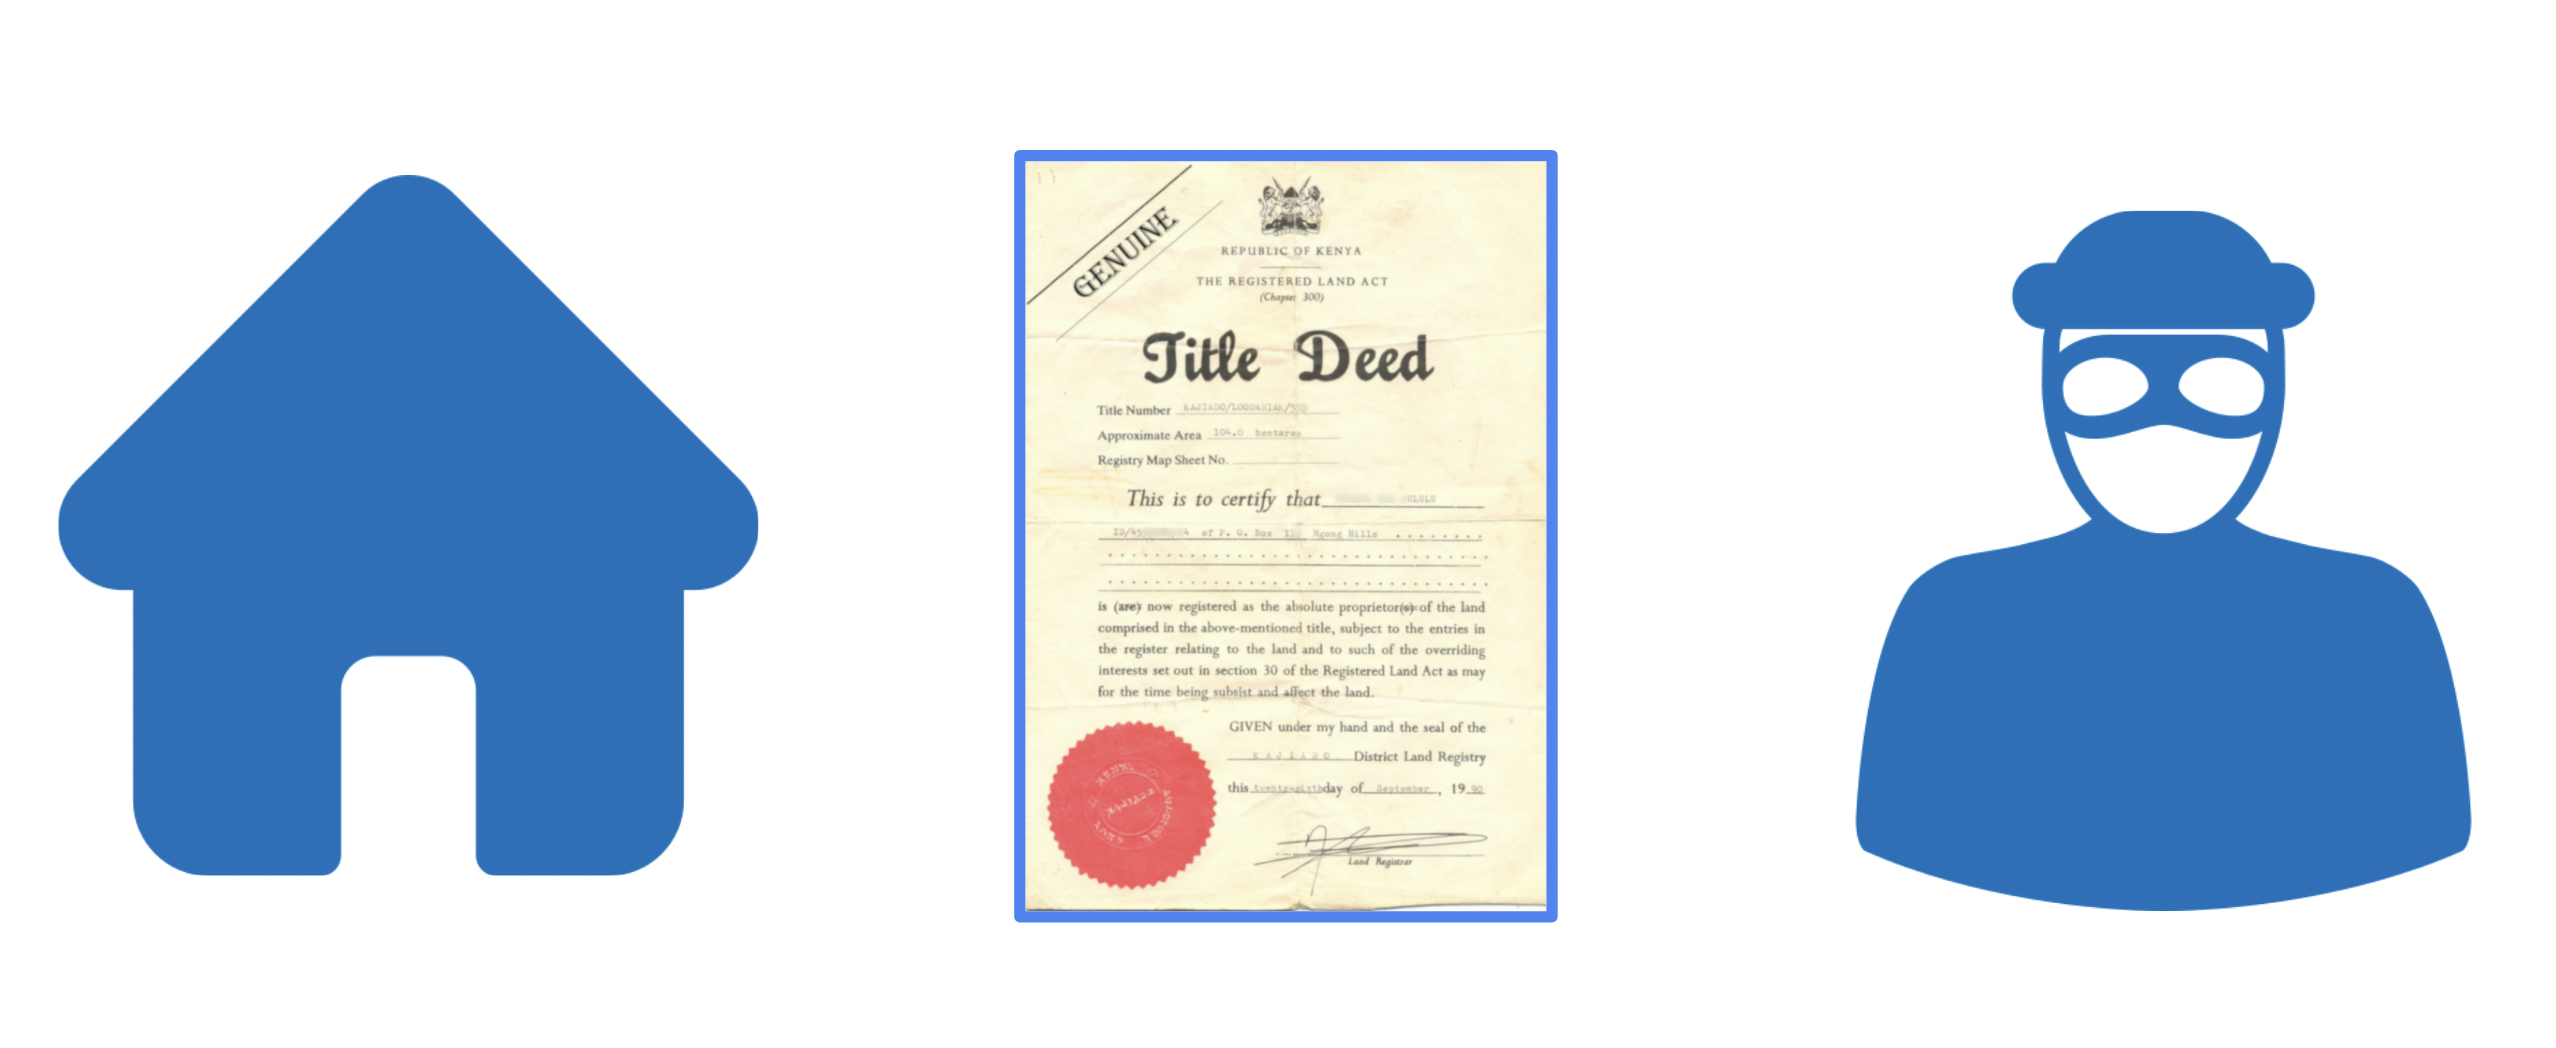 GENUINE
REPUBLIC OF KENYA
THE REGISTERED LAND ACT
(Chapter 300)
Title Deed
Title Number
Approximate Area 104.0 hectares
Registry Map Sheet No.
This is to certify that ULULU
ID/45 4 of P. O. Box 1 Ngong Hills
is (are) now registered as the absolute proprietor(s) of the land
comprised in the above-mentioned title, subject to the entries in
the register relating to the land and to such of the overriding
interests set out in section 30 of the Registered Land Act as may
for the time being subsist and affect the land.
GIVEN under my hand and the seal of the
KAJIADO District Land Registry
this twenty-sixth day of September, 19 90
Land Registrar